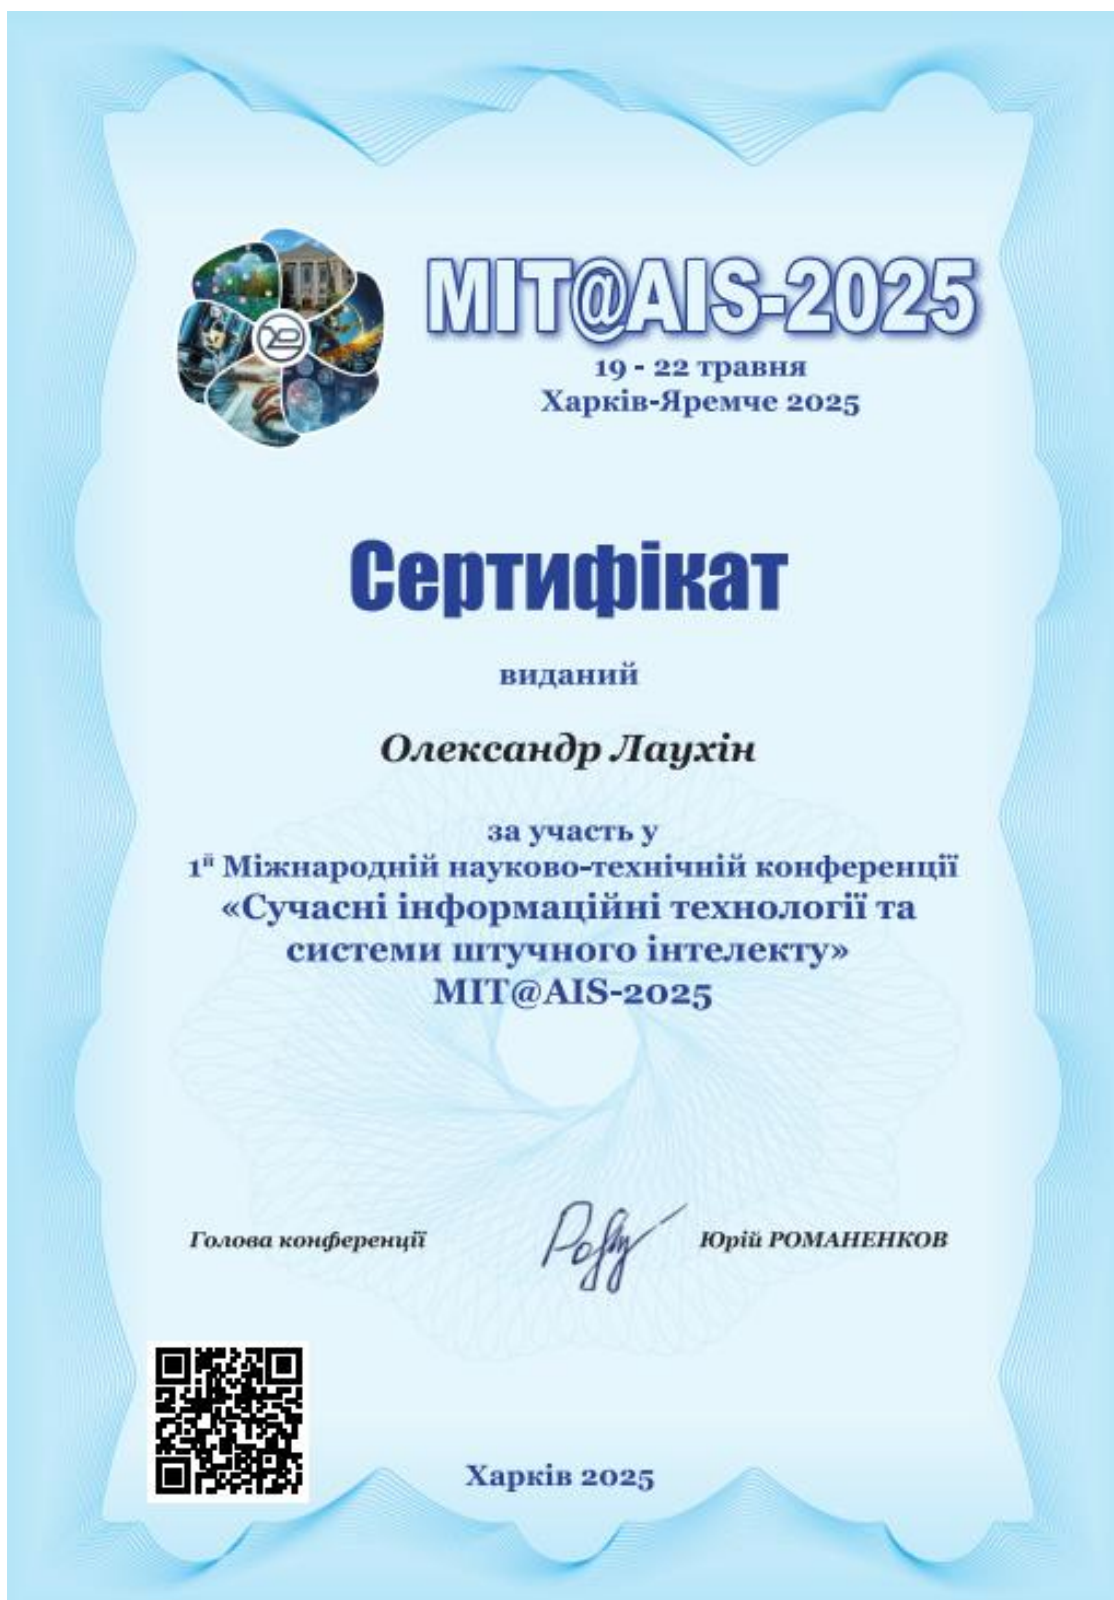 MIT@AIS-2025
19 - 22 травня
Харків-Яремче 2025
Сертифікат
виданий
Олександр Лаухін
за участь у
1й Міжнародній науково-технічній конференції
«Сучасні інформаційні технології та
системи штучного інтелекту»
MIT@AIS-2025
Голова конференції Юрій РОМАНЕНКОВ
Харків 2025